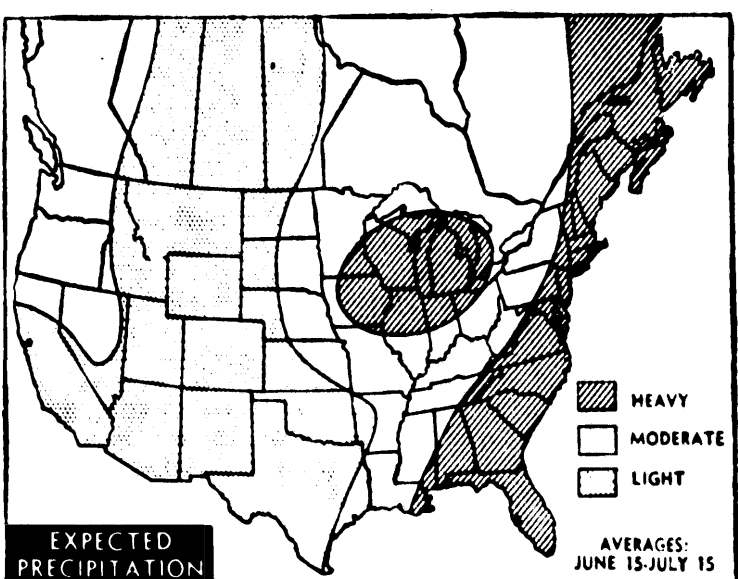 HEAVY
MODERATE
LIGHT
EXPECTED
PRECIPITATION
AVERAGES:
JUNE 15-JULY 15